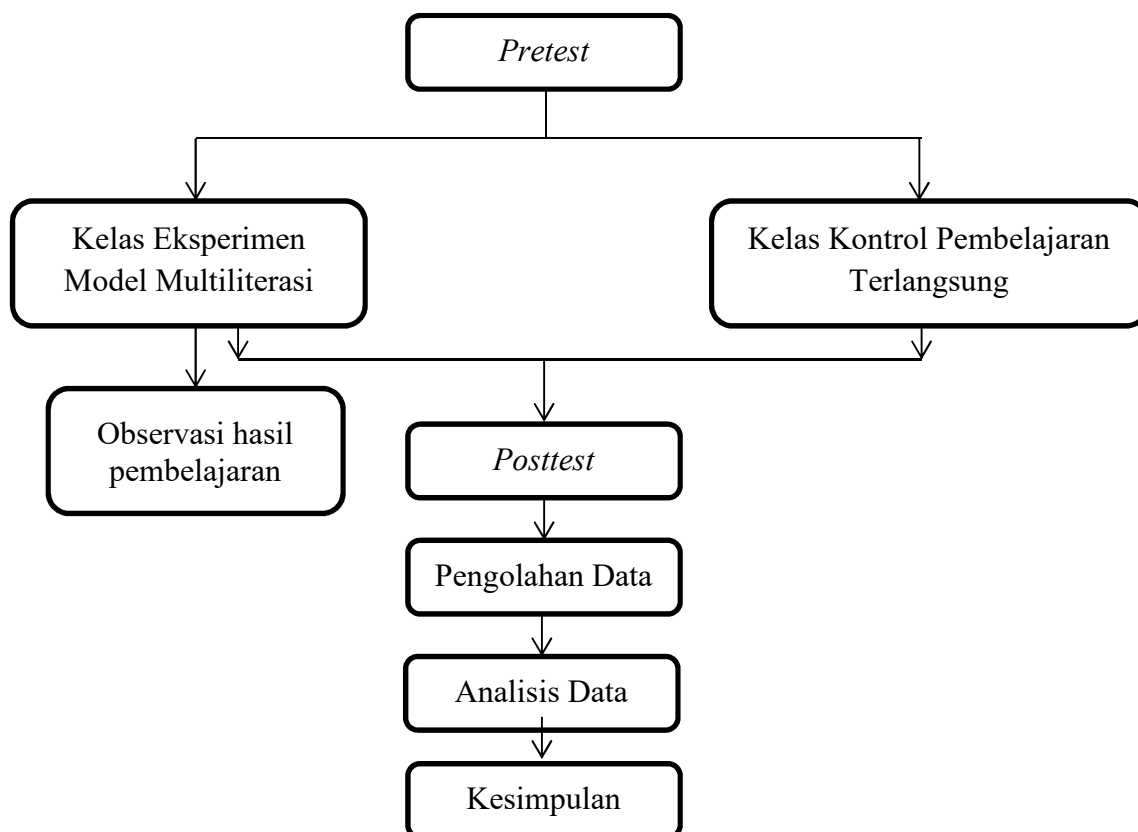 Pretest
Kelas Eksperimen
Model Multiliterasi
Kelas Kontrol Pembelajaran
Terlangsung
Observasi hasil
pembelajaran
Posttest
Pengolahan Data
Analisis Data
Kesimpulan